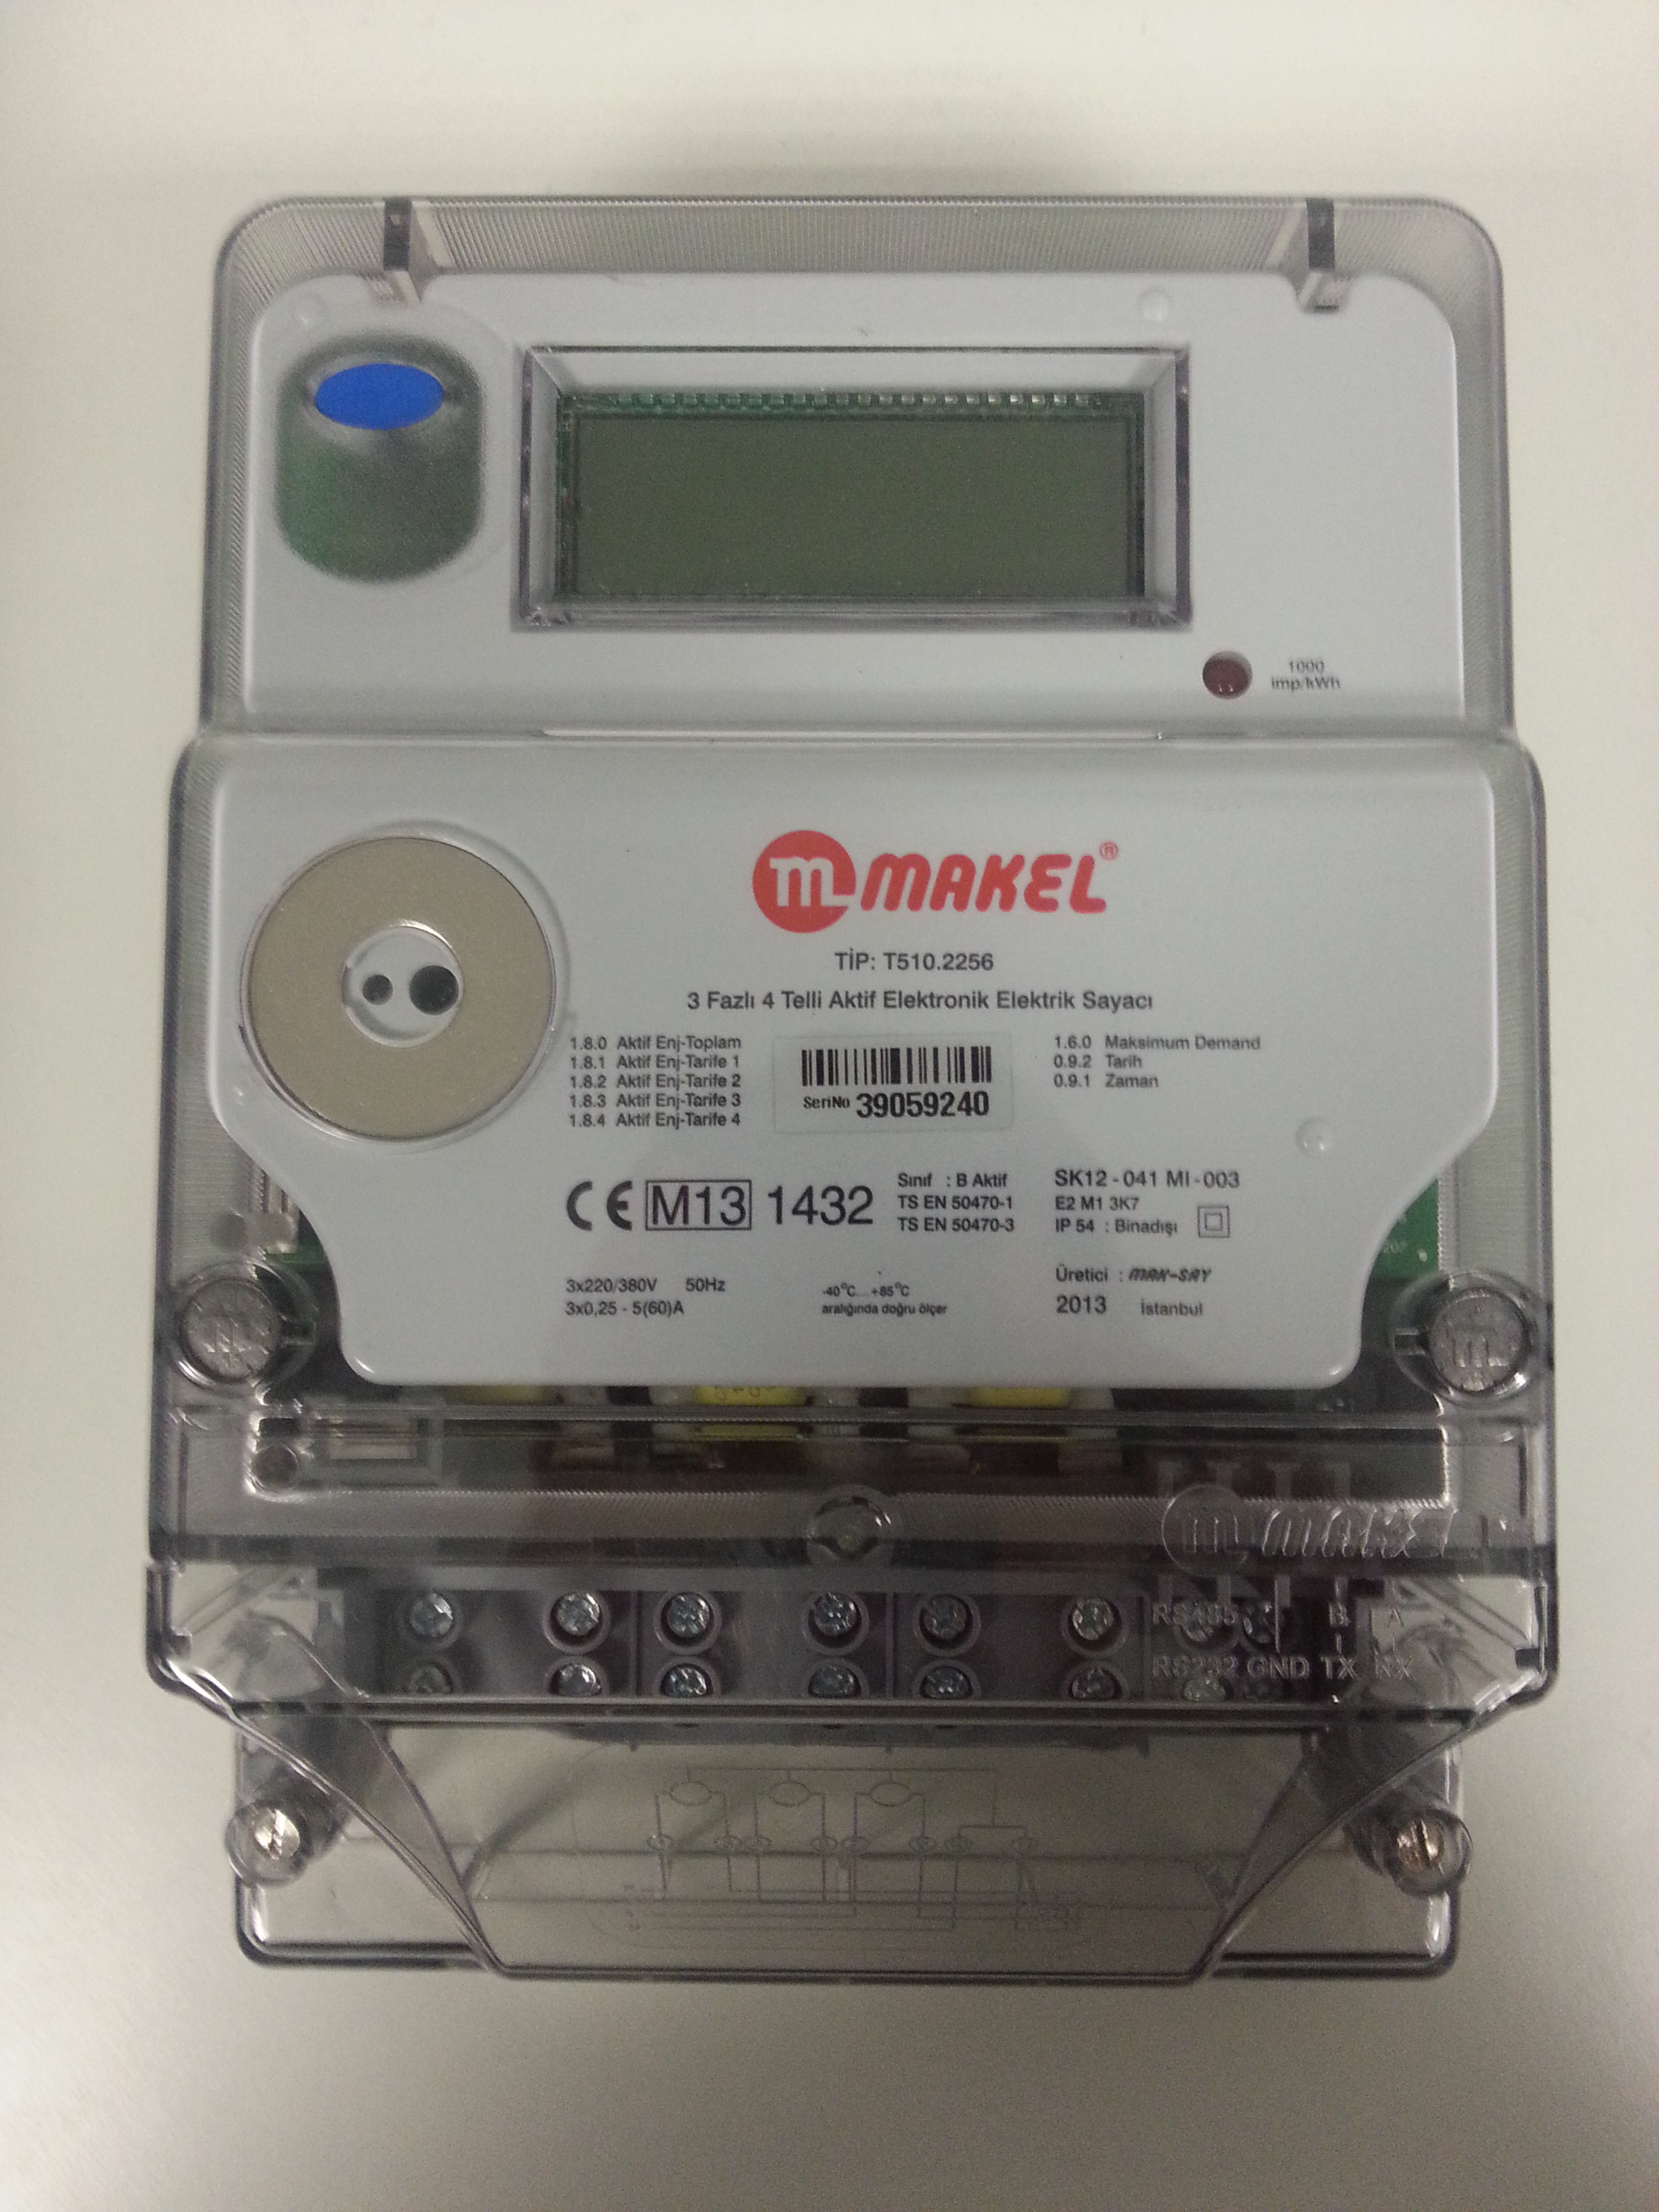 1000
imp/kWh
m MAKEL®
TİP: T510.2256
3 Fazlı 4 Telli Aktif Elektronik Elektrik Sayacı
1.8.0 Aktif Enj-Toplam
1.8.1 Aktif Enj-Tarife 1
1.8.2 Aktif Enj-Tarife 2
1.8.3 Aktif Enj-Tarife 3
1.8.4 Aktif Enj-Tarife 4
SeriNo 39059240
1.6.0 Maksimum Demand
0.9.2 Tarih
0.9.1 Zaman
CE M13 1432
Sınıf : B Aktif
TS EN 50470-1
TS EN 50470-3
SK12 - 041 MI - 003
E2 M1 3K7
IP 54 : Binadışı
3x220/380V 50Hz
3x0,25 - 5(60)A
-40°C....+85°C
aralığında doğru ölçer
Üretici : MAK-SAY
2013 İstanbul
m MAKEL
RS485 B A
RS232 GND TX RX